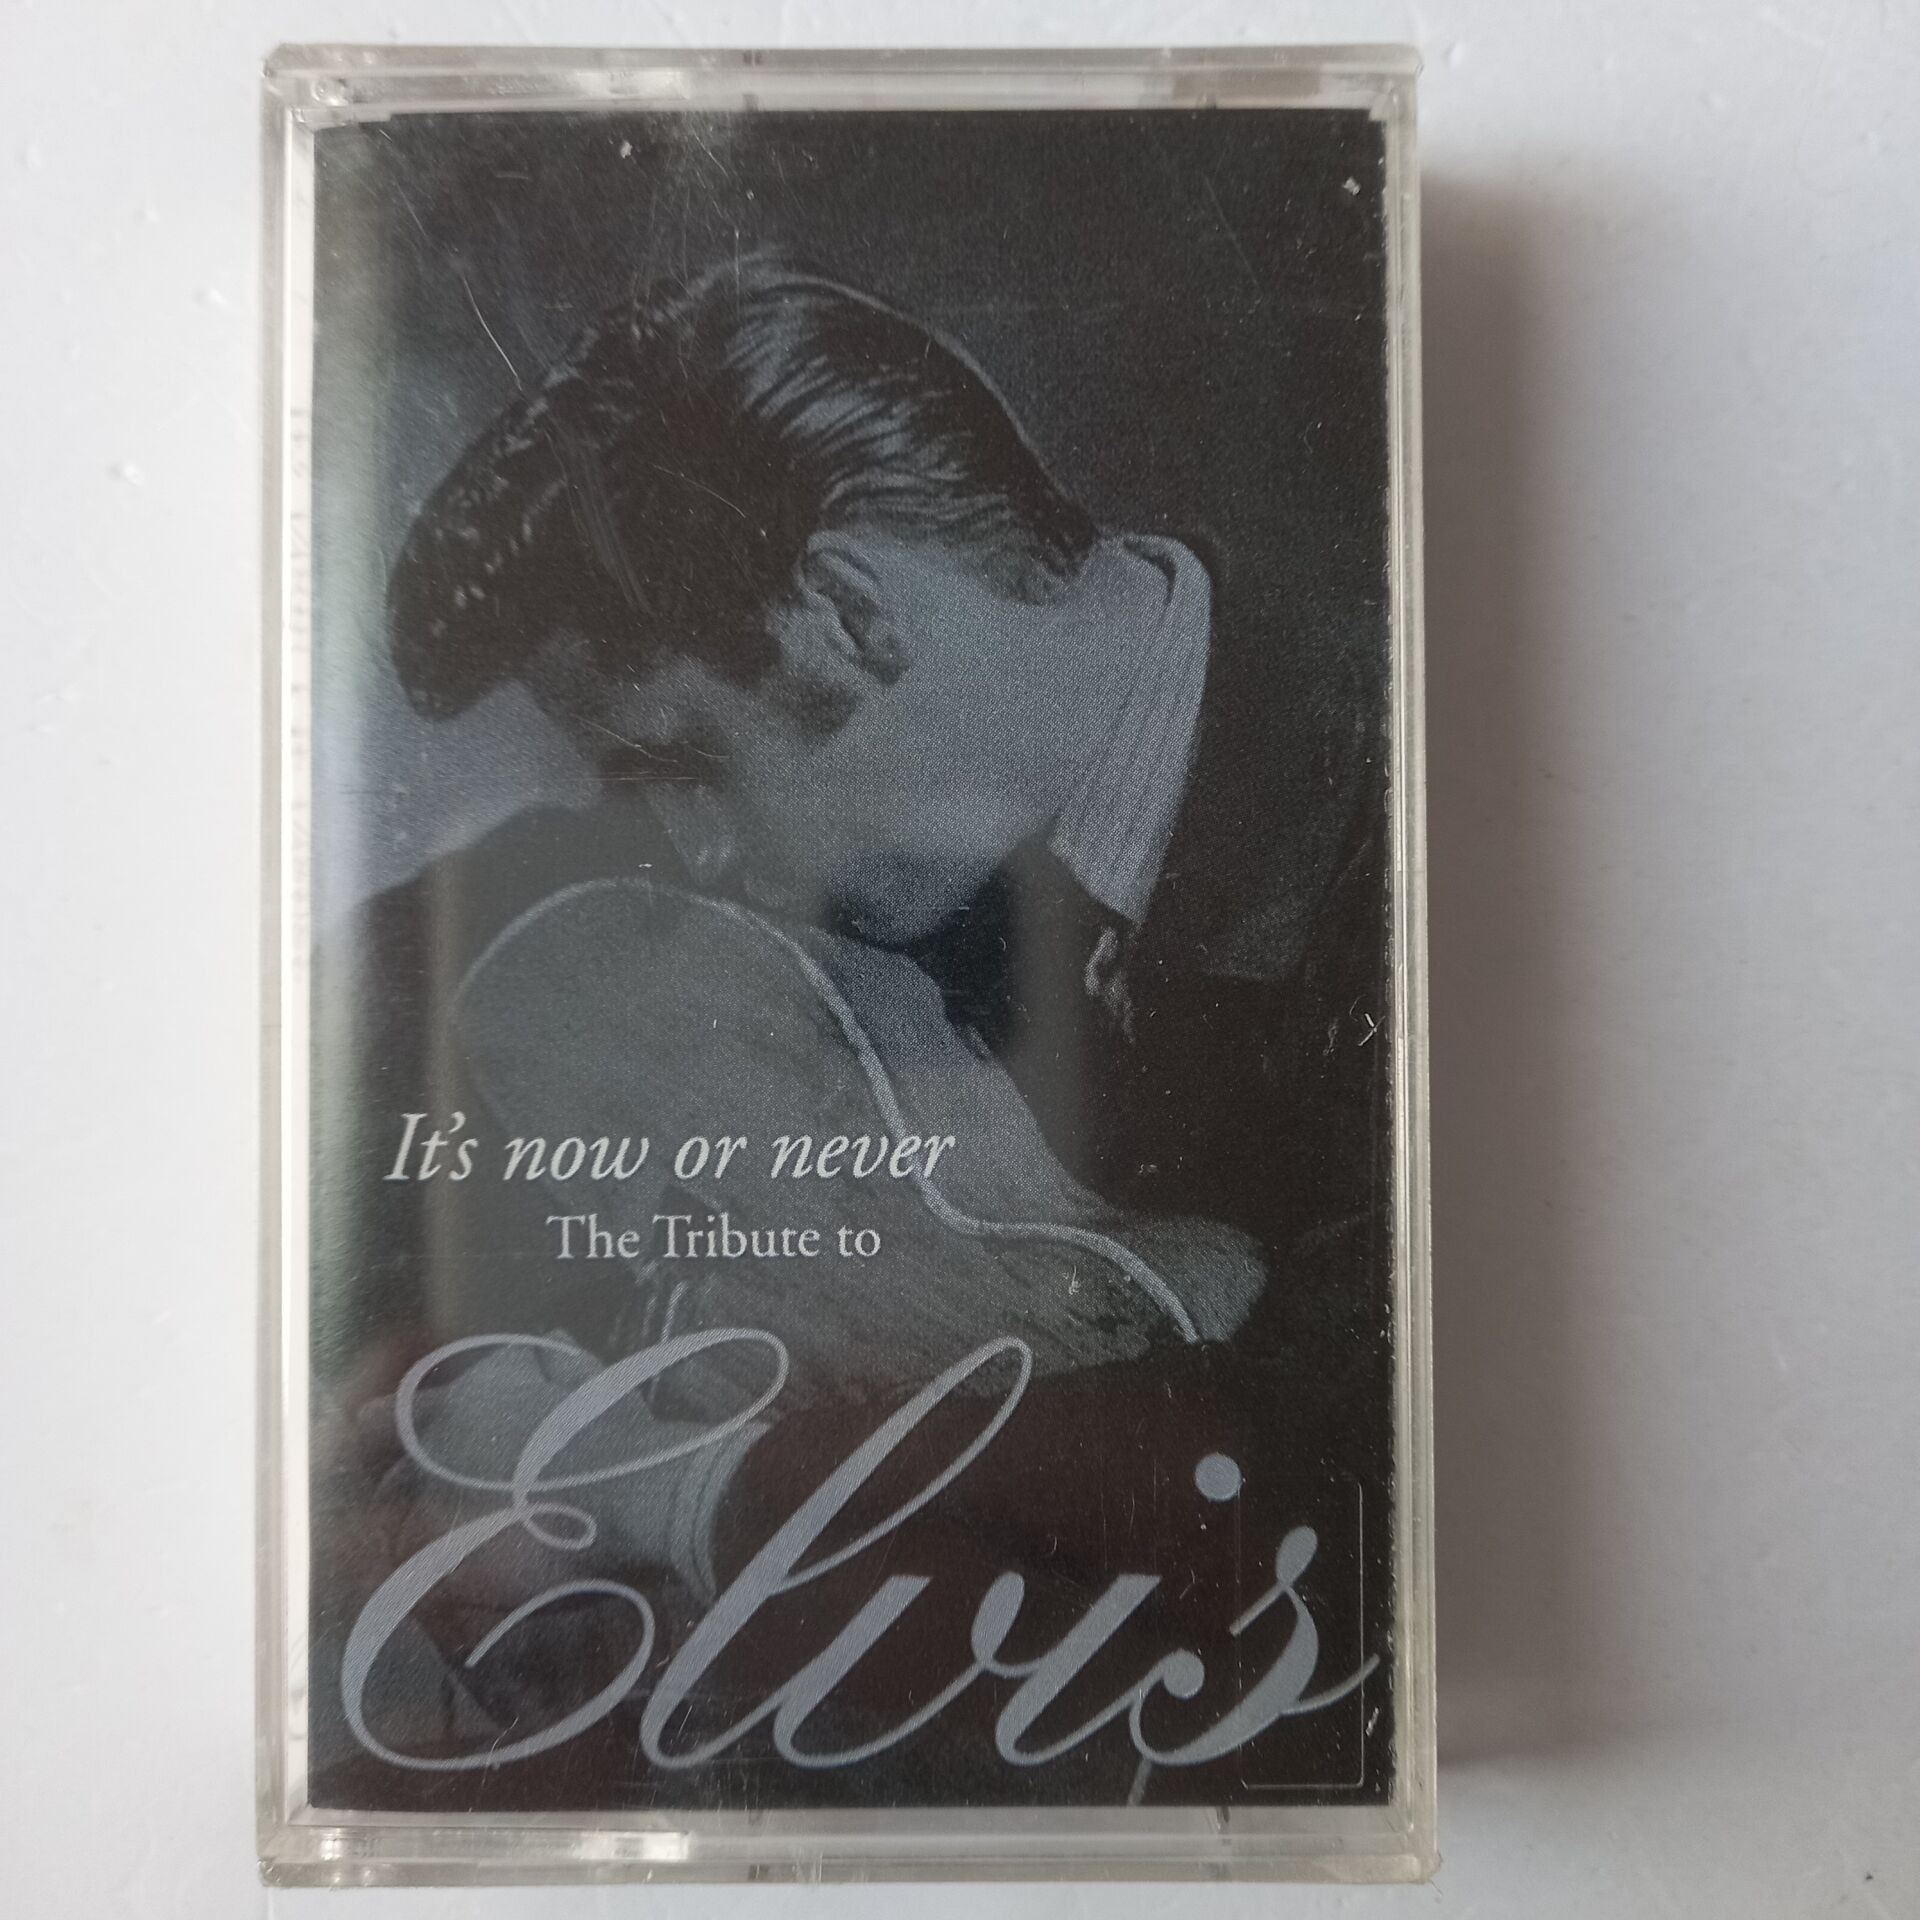 It's now or never
The Tribute to
Elvis